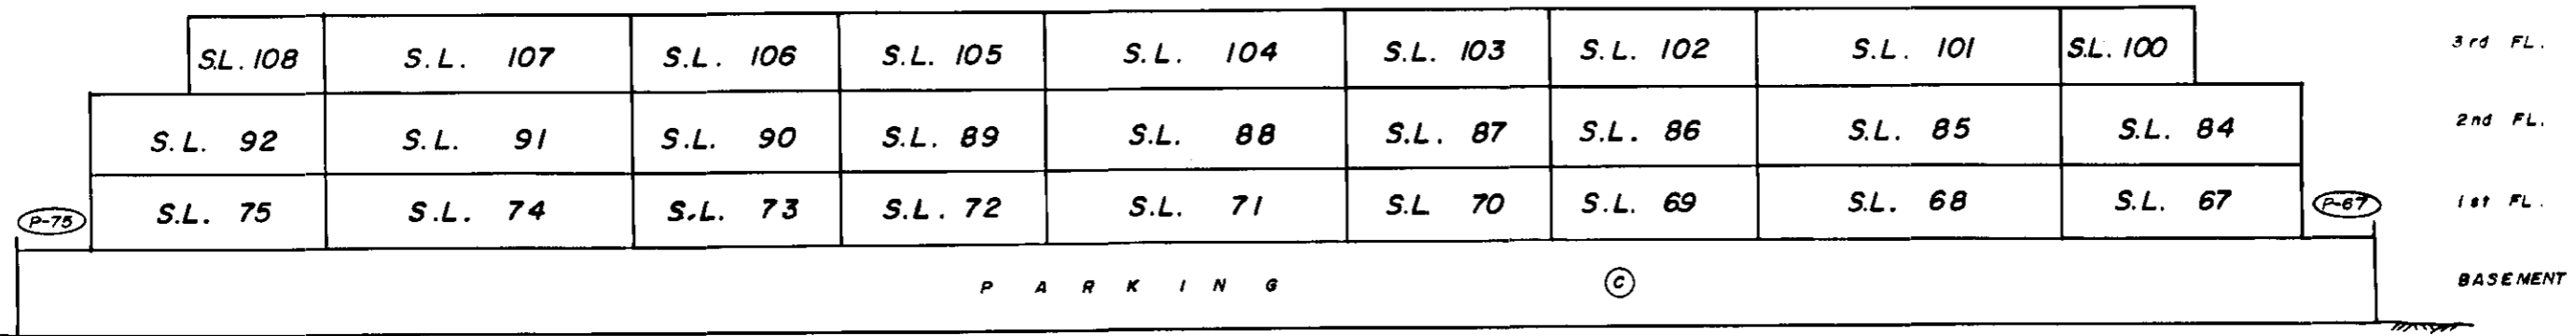 S.L. 108 S.L. 107 S.L. 106 S.L. 105 S.L. 104 S.L. 103 S.L. 102 S.L. 101 S.L. 100 3rd FL.
S.L. 92 S.L. 91 S.L. 90 S.L. 89 S.L. 88 S.L. 87 S.L. 86 S.L. 85 S.L. 84 2nd FL.
P-75 S.L. 75 S.L. 74 S.L. 73 S.L. 72 S.L. 71 S.L 70 S.L. 69 S.L. 68 S.L. 67 P-67 1st FL.
PARKING C BASEMENT